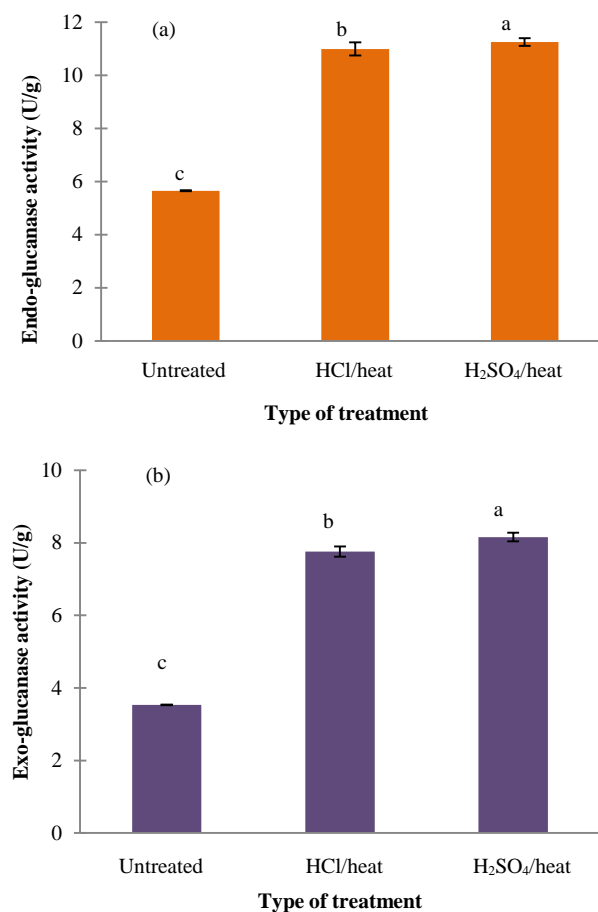 (a)
Endo-glucanase activity (U/g)
12
10
8
6
4
2
0
c
b
a
Untreated
HCl/heat
H₂SO₄/heat
Type of treatment
(b)
Exo-glucanase activity (U/g)
10
8
6
4
2
0
c
b
a
Untreated
HCl/heat
H₂SO₄/heat
Type of treatment